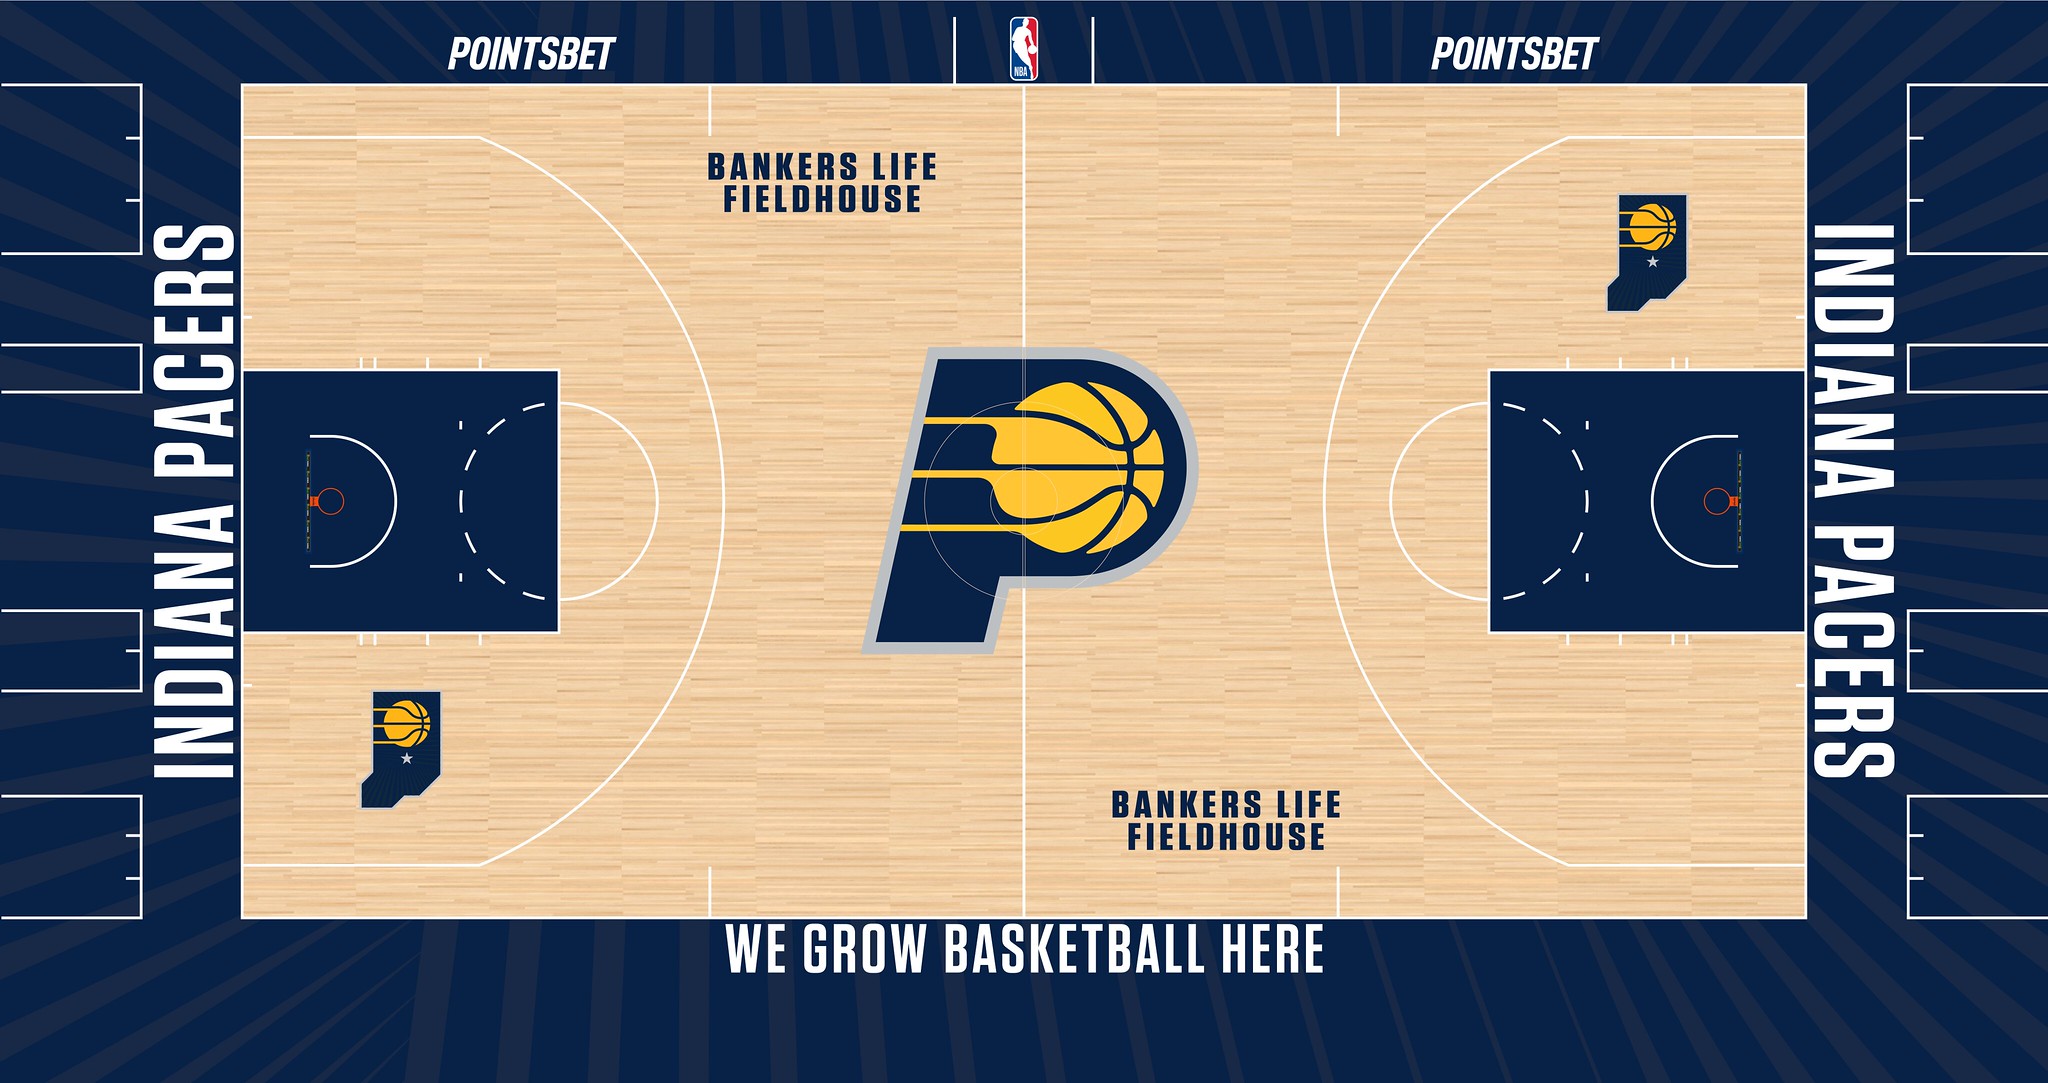 POINTSBET
NBA
POINTSBET
BANKERS LIFE
FIELDHOUSE
INDIANA PACERS
INDIANA PACERS
BANKERS LIFE
FIELDHOUSE
WE GROW BASKETBALL HERE